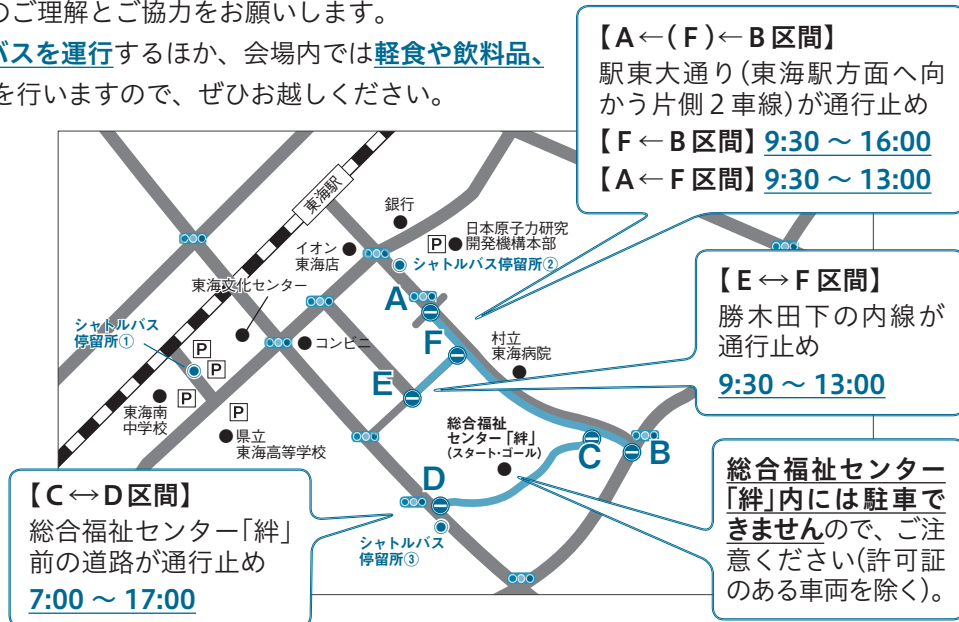 のご理解とご協力をお願いします。
バスを運行するほか、会場内では軽食や飲料品、
を行いますので、ぜひお越しください。
【A←(F)←B区間】
駅東大通り(東海駅方面へ向
かう片側2車線)が通行止め
【F←B区間】9:30 ～ 16:00
【A←F区間】9:30 ～ 13:00
東海駅
銀行
日本原子力研究
開発機構本部
P
イオン
東海店
シャトルバス停留所②
東海文化センター
A
【E↔F区間】
勝木田下の内線が
通行止め
9:30 ～ 13:00
シャトルバス
停留所①
P
P
コンビニ
F
村立
東海病院
E
P
東海南
中学校
P
県立
東海高等学校
総合福祉
センター「絆」
(スタート・ゴール)
C
B
D
総合福祉センター
「絆」内には駐車で
きませんので、ご注
意ください(許可証
のある車両を除く)。
【C↔D区間】
総合福祉センター「絆」
前の道路が通行止め
7:00 ～ 17:00
シャトルバス
停留所③